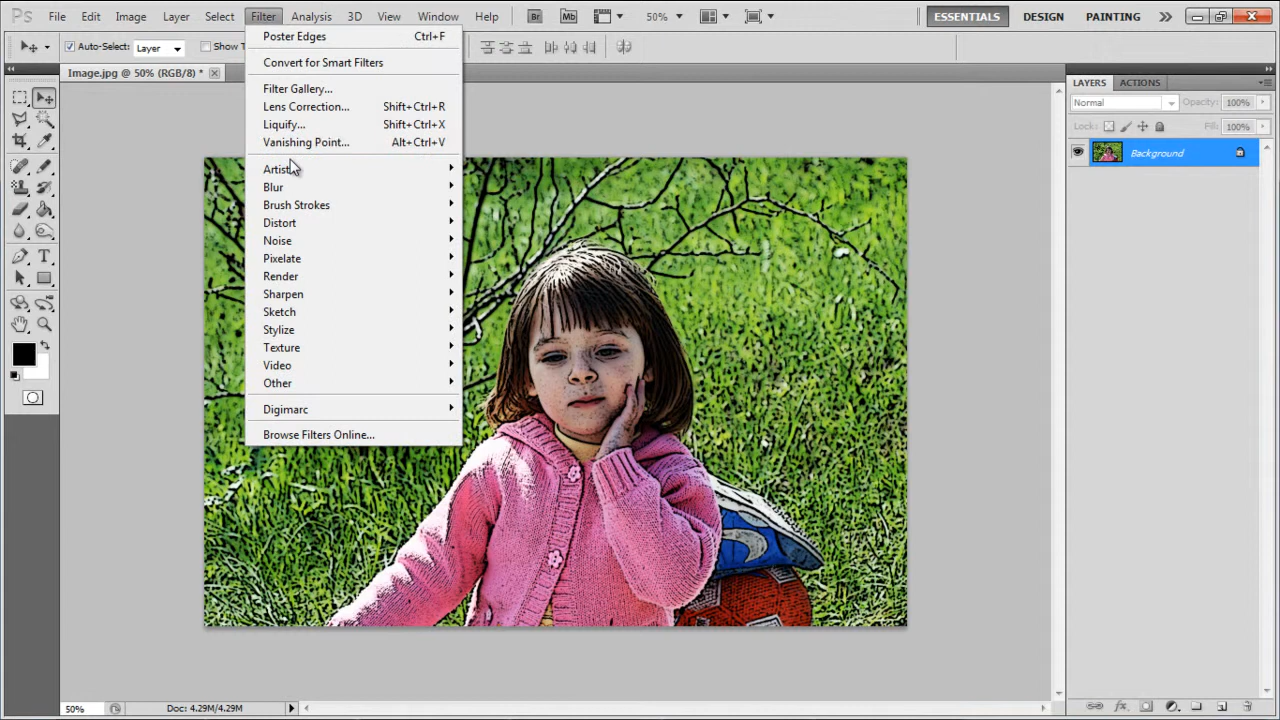 Ps File Edit Image Layer Select Filter Analysis 3D View Window Help Br Mb 50% ESSENTIALS DESIGN PAINTING
Auto-Select: Layer Show T
Image.jpg @ 50% (RGB/8) *
Poster Edges Ctrl+F
Convert for Smart Filters
Filter Gallery...
Lens Correction... Shift+Ctrl+R
Liquify... Shift+Ctrl+X
Vanishing Point... Alt+Ctrl+V
Artisti
Blur
Brush Strokes
Distort
Noise
Pixelate
Render
Sharpen
Sketch
Stylize
Texture
Video
Other
Digimarc
Browse Filters Online...
LAYERS ACTIONS
Normal Opacity: 100%
Lock: Fill: 100%
Background
50% Doc: 4.29M/4.29M